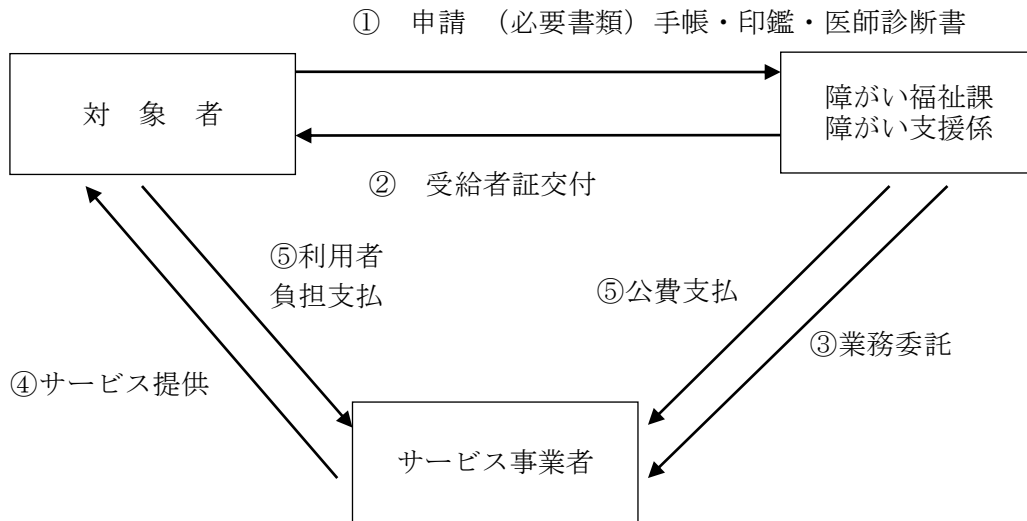 ① 申請 (必要書類)手帳・印鑑・医師診断書
対 象 者
障がい福祉課
障がい支援係
② 受給者証交付
⑤利用者
負担支払
⑤公費支払
③業務委託
④サービス提供
サービス事業者